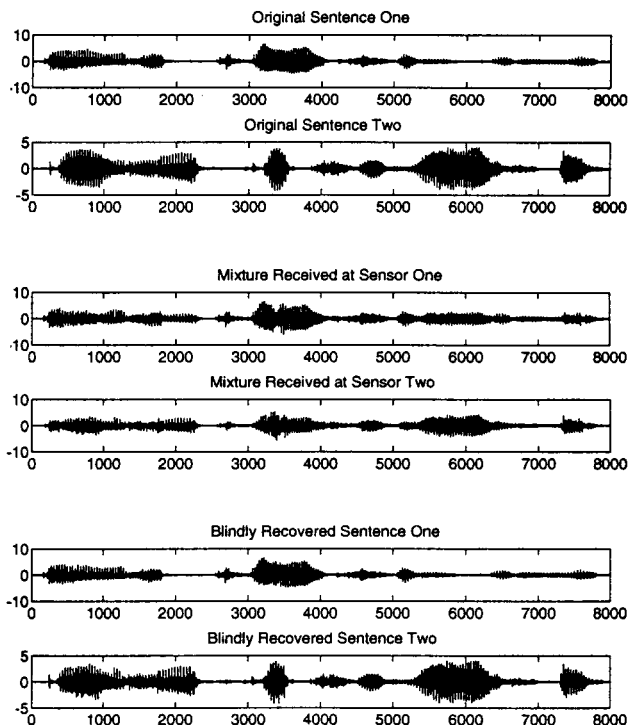 Original Sentence One
10
0
-10
0 1000 2000 3000 4000 5000 6000 7000 8000
Original Sentence Two
5
0
-5
0 1000 2000 3000 4000 5000 6000 7000 8000
Mixture Received at Sensor One
10
0
-10
0 1000 2000 3000 4000 5000 6000 7000 8000
Mixture Received at Sensor Two
10
0
-10
0 1000 2000 3000 4000 5000 6000 7000 8000
Blindly Recovered Sentence One
10
0
-10
0 1000 2000 3000 4000 5000 6000 7000 8000
Blindly Recovered Sentence Two
5
0
-5
0 1000 2000 3000 4000 5000 6000 7000 8000